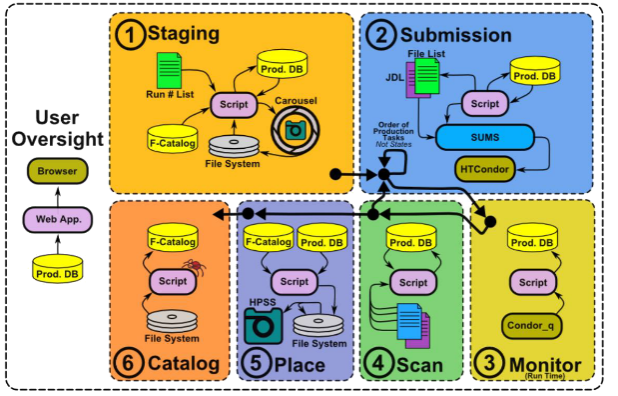 User
Oversight
Browser
Web App.
Prod. DB
1 Staging
Run # List
Prod. DB
Script
Carousel
F-Catalog
File System
2 Submission
File List
JDL
Prod. DB
Script
SUMS
HTCondor
Order of
Production
Tasks
Not States
F-Catalog
Script
File System
6 Catalog
F-Catalog
Prod. DB
Script
HPSS
File System
5 Place
Prod. DB
Script
4 Scan
Prod. DB
Script
Condor_q
3 Monitor
(Run Time)